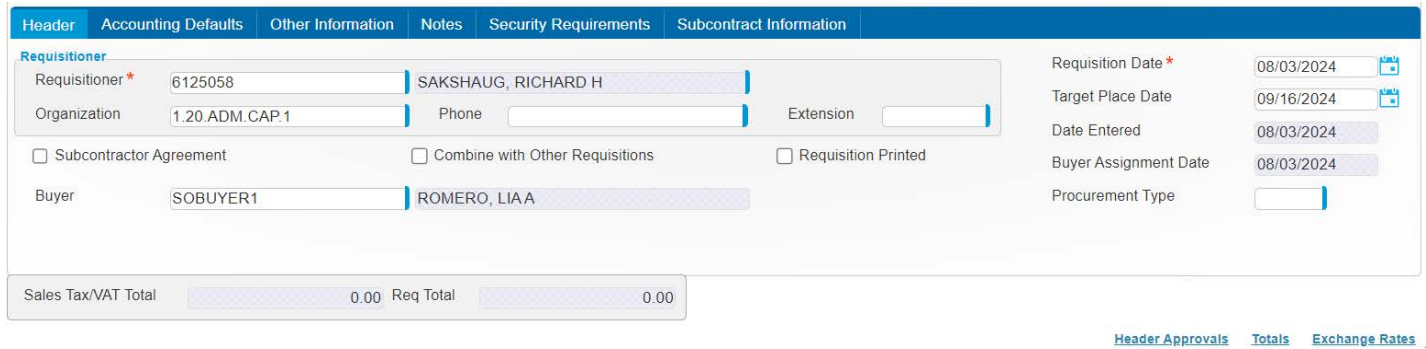 Header Accounting Defaults Other Information Notes Security Requirements Subcontract Information
Requisitioner
Requisitioner * 6125058 SAKSHAUG, RICHARD H
Organization 1.20.ADM.CAP.1 Phone Extension
Subcontractor Agreement Combine with Other Requisitions Requisition Printed
Buyer SOBUYER1 ROMERO, LIA A
Requisition Date * 08/03/2024
Target Place Date 09/16/2024
Date Entered 08/03/2024
Buyer Assignment Date 08/03/2024
Procurement Type
Sales Tax/VAT Total 0.00 Req Total 0.00
Header Approvals Totals Exchange Rates